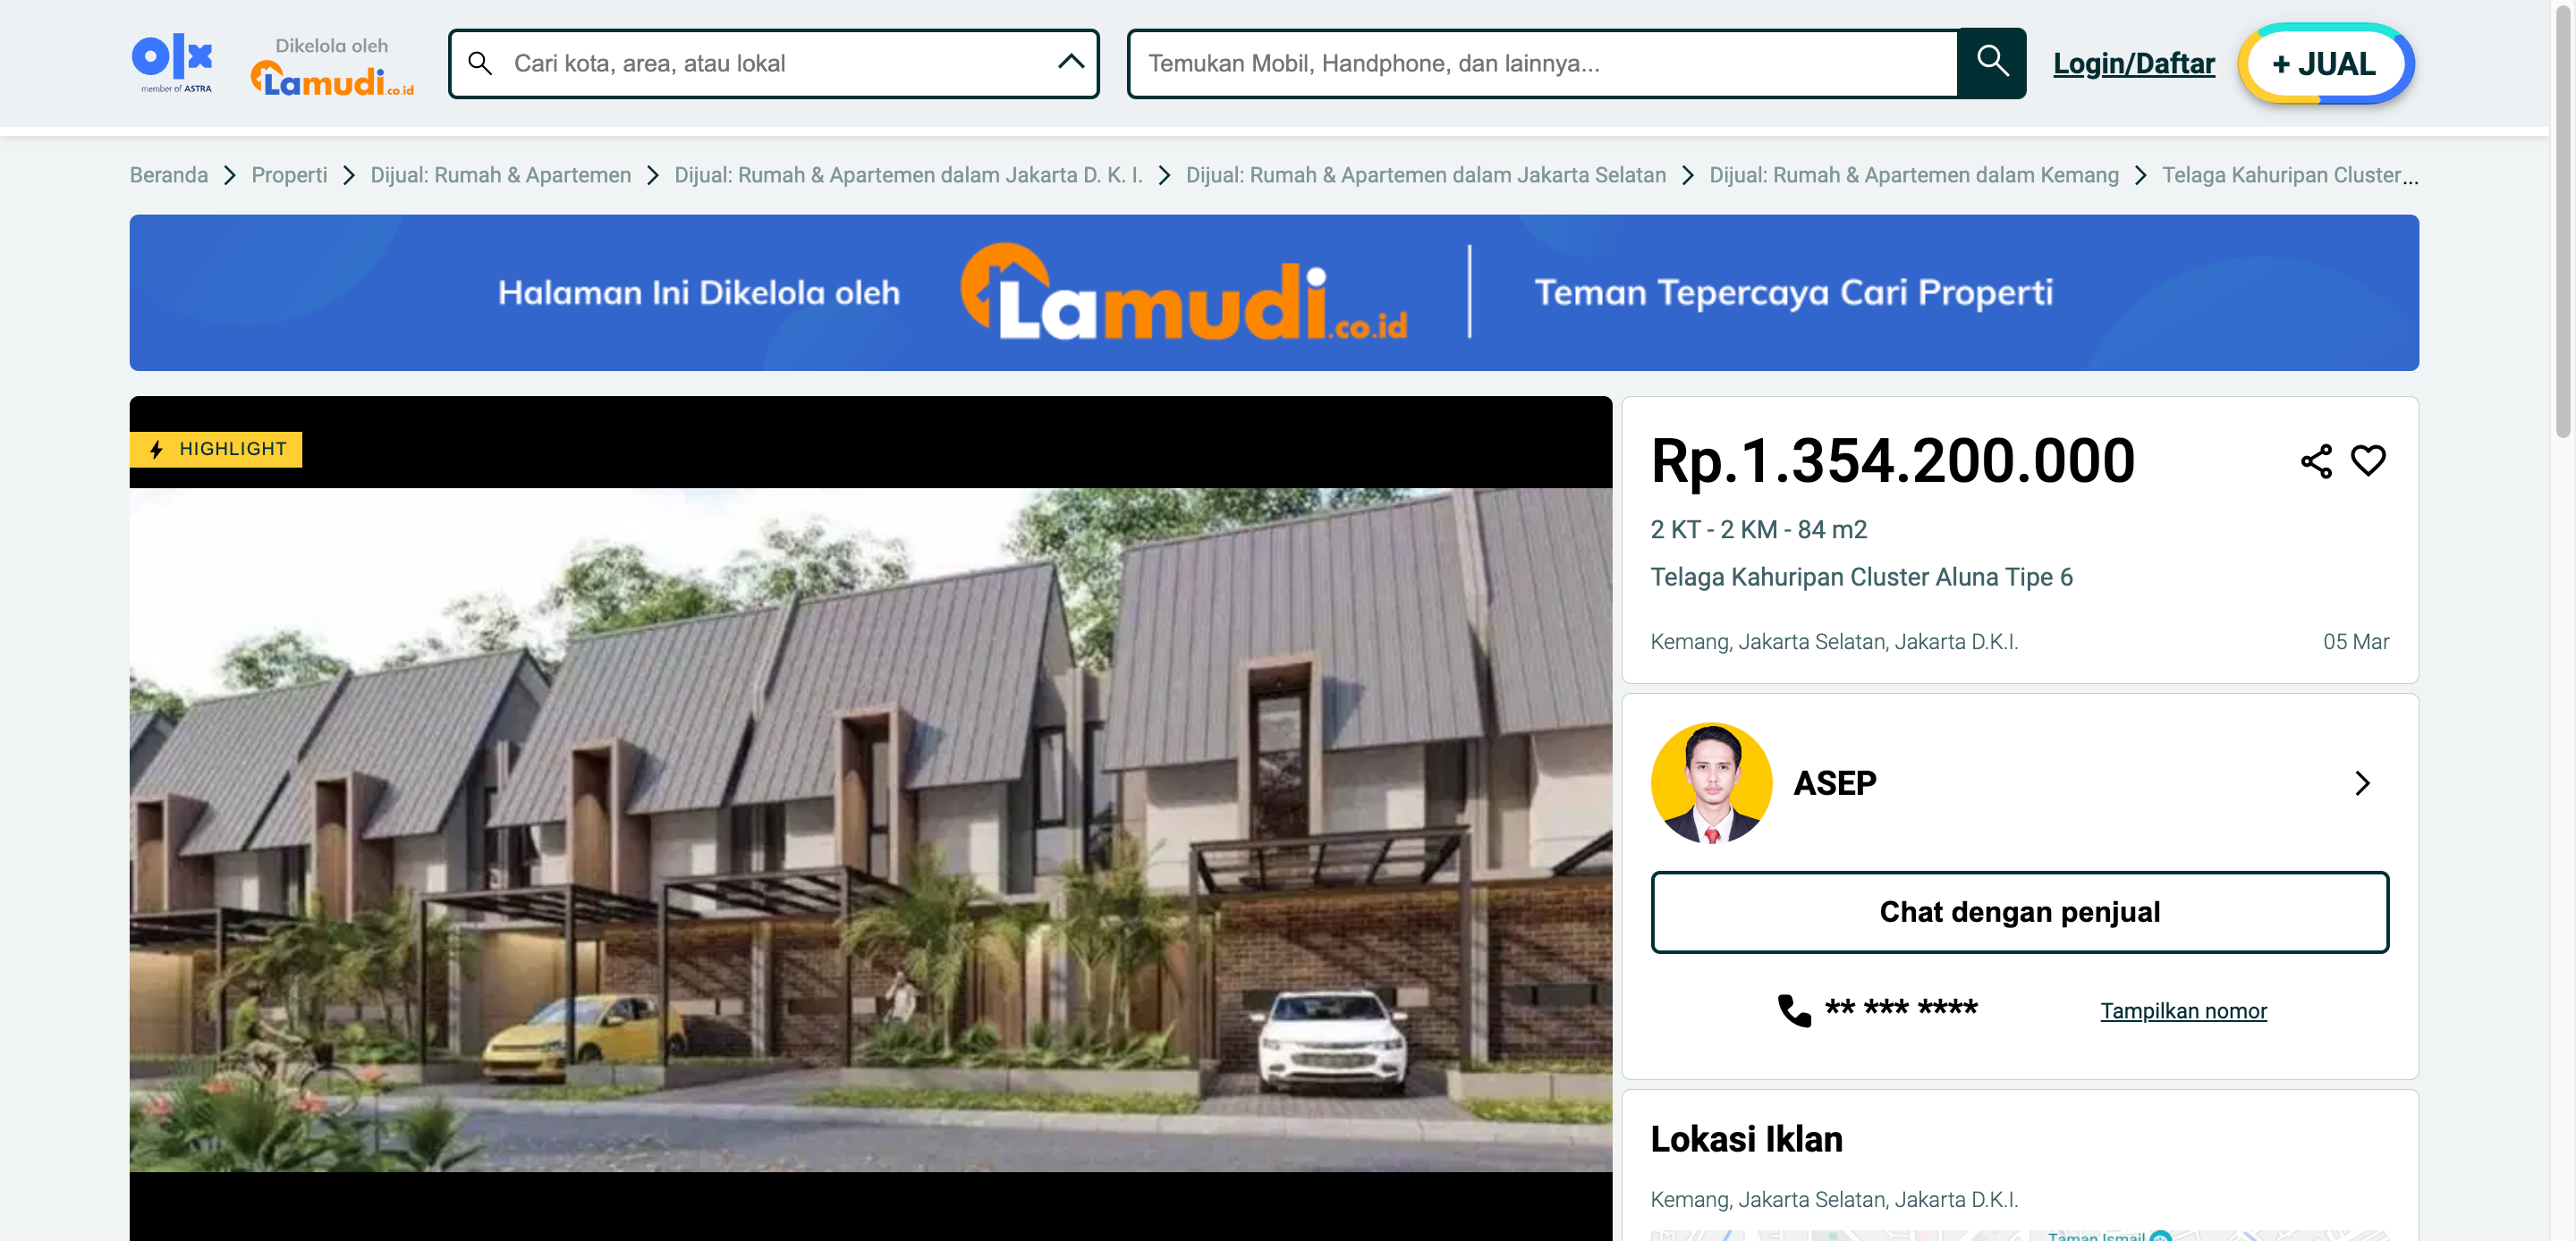 olx
member of ASTRA
Dikelola oleh
Lamudi.co.id
Cari kota, area, atau lokal
Temukan Mobil, Handphone, dan lainnya...
Login/Daftar
+ JUAL
Beranda > Properti > Dijual: Rumah & Apartemen > Dijual: Rumah & Apartemen dalam Jakarta D. K. I. > Dijual: Rumah & Apartemen dalam Jakarta Selatan > Dijual: Rumah & Apartemen dalam Kemang > Telaga Kahuripan Cluster...
Halaman Ini Dikelola oleh Lamudi.co.id | Teman Tepercaya Cari Properti
HIGHLIGHT
Rp.1.354.200.000
2 KT - 2 KM - 84 m2
Telaga Kahuripan Cluster Aluna Tipe 6
Kemang, Jakarta Selatan, Jakarta D.K.I. 05 Mar
ASEP
Chat dengan penjual
** *** **** Tampilkan nomor
Lokasi Iklan
Kemang, Jakarta Selatan, Jakarta D.K.I.
Taman Ismail